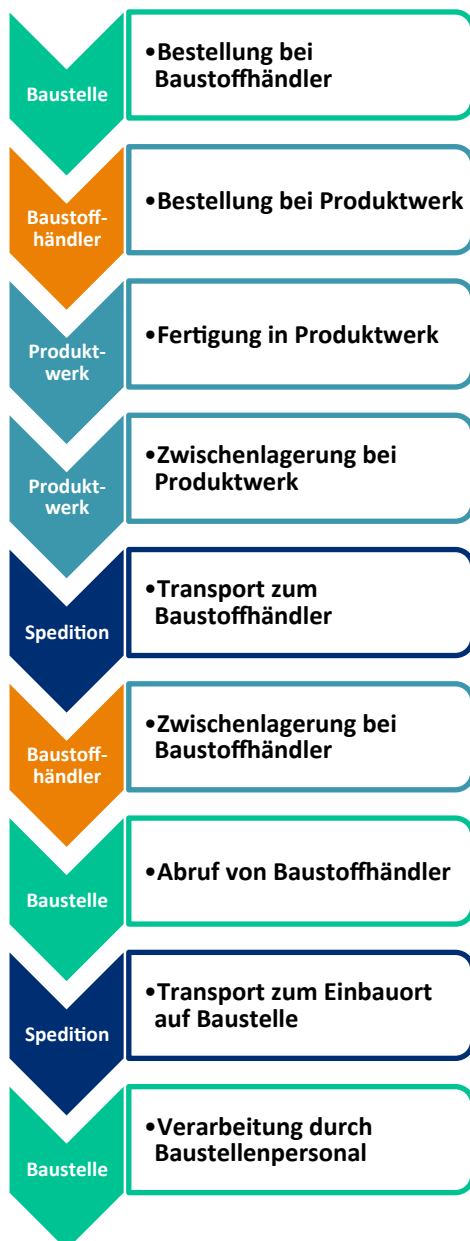 Baustelle
•Bestellung bei
Baustoffhändler
Baustoff-
händler
•Bestellung bei Produktwerk
Produkt-
werk
•Fertigung in Produktwerk
Produkt-
werk
•Zwischenlagerung bei
Produktwerk
Spedition
•Transport zum
Baustoffhändler
Baustoff-
händler
•Zwischenlagerung bei
Baustoffhändler
Baustelle
•Abruf von Baustoffhändler
Spedition
•Transport zum Einbauort
auf Baustelle
Baustelle
•Verarbeitung durch
Baustellenpersonal